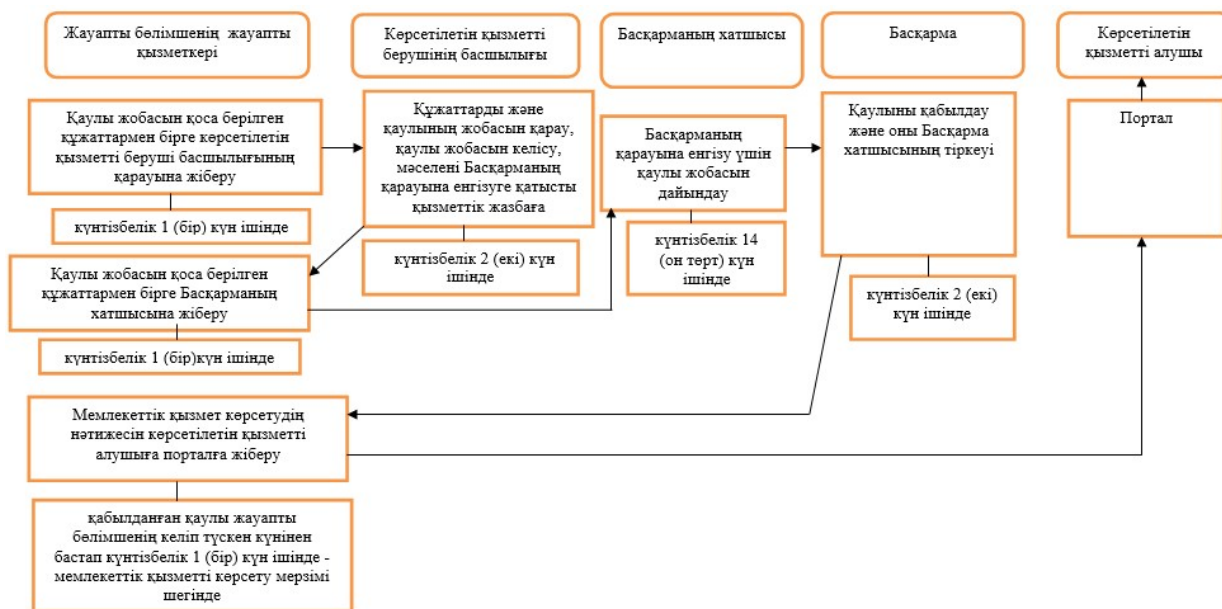 Жауапты бөлімшенің жауапты
қызметкері
Көрсетілетін қызметті
берушінің басшылығы
Басқарманың хатшысы
Басқарма
Көрсетілетін
қызметті алушы
Қаулы жобасын қоса берілген
құжаттармен бірге көрсетілетін
қызметті беруші басшылығының
қарауына жіберу
күнтізбелік 1 (бір) күн ішінде
Құжаттарды және
қаулының жобасын қарау,
қаулы жобасын келісу,
мәселені Басқарманың
қарауына енгізуге қатысты
қызметтік жазбаға
күнтізбелік 2 (екі) күн
ішінде
Басқарманың
қарауына енгізу үшін
қаулы жобасын
дайындау
күнтізбелік 14
(он төрт) күн
ішінде
Қаулыны қабылдау
және оны Басқарма
хатшысының тіркеуі
күнтізбелік 2 (екі)
күн ішінде
Портал
Қаулы жобасын қоса берілген
құжаттармен бірге Басқарманың
хатшысына жіберу
күнтізбелік 1 (бір)күн ішінде
Мемлекеттік қызмет көрсетудің
нәтижесін көрсетілетін қызметті
алушыға порталға жіберу
қабылданған қаулы жауапты
бөлімшенің келіп түскен күнінен
бастап күнтізбелік 1 (бір) күн ішінде -
мемлекеттік қызметті көрсету мерзімі
шегінде